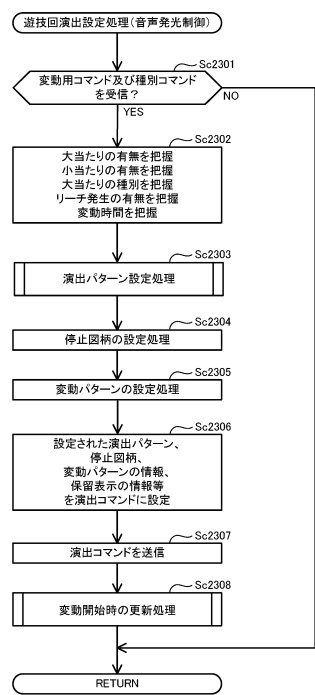 遊技回演出設定処理(音声発光制御)
Sc2301
変動用コマンド及び種別コマンド
を受信?
NO
YES
Sc2302
大当たりの有無を把握
小当たりの有無を把握
大当たりの種別を把握
リーチ発生の有無を把握
変動時間を把握
Sc2303
演出パターン設定処理
Sc2304
停止図柄の設定処理
Sc2305
変動パターンの設定処理
Sc2306
設定された演出パターン、
停止図柄、
変動パターンの情報、
保留表示の情報等
を演出コマンドに設定
Sc2307
演出コマンドを送信
Sc2308
変動開始時の更新処理
RETURN